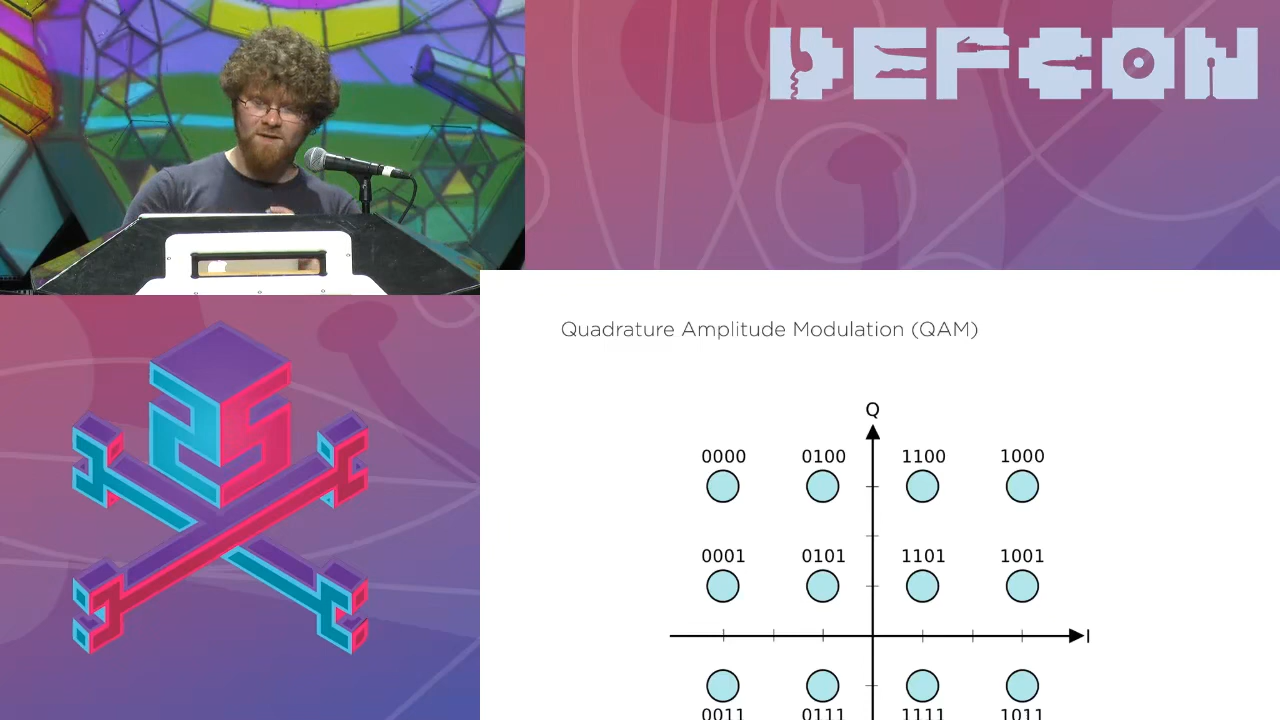 DEFCON
Quadrature Amplitude Modulation (QAM)
Q
0000 0100 1100 1000
0001 0101 1101 1001
I
0011 0111 1111 1011